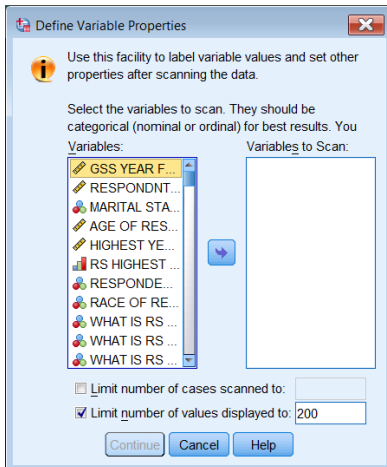 Define Variable Properties
Use this facility to label variable values and set other
properties after scanning the data.
Select the variables to scan. They should be
categorical (nominal or ordinal) for best results. You
Variables:
Variables to Scan:
GSS YEAR F...
RESPONDNT...
MARITAL STA...
AGE OF RES...
HIGHEST YE...
RS HIGHEST ...
RESPONDE...
RACE OF RE...
WHAT IS RS ...
WHAT IS RS ...
WHAT IS RS ...
Limit number of cases scanned to:
Limit number of values displayed to: 200
Continue Cancel Help